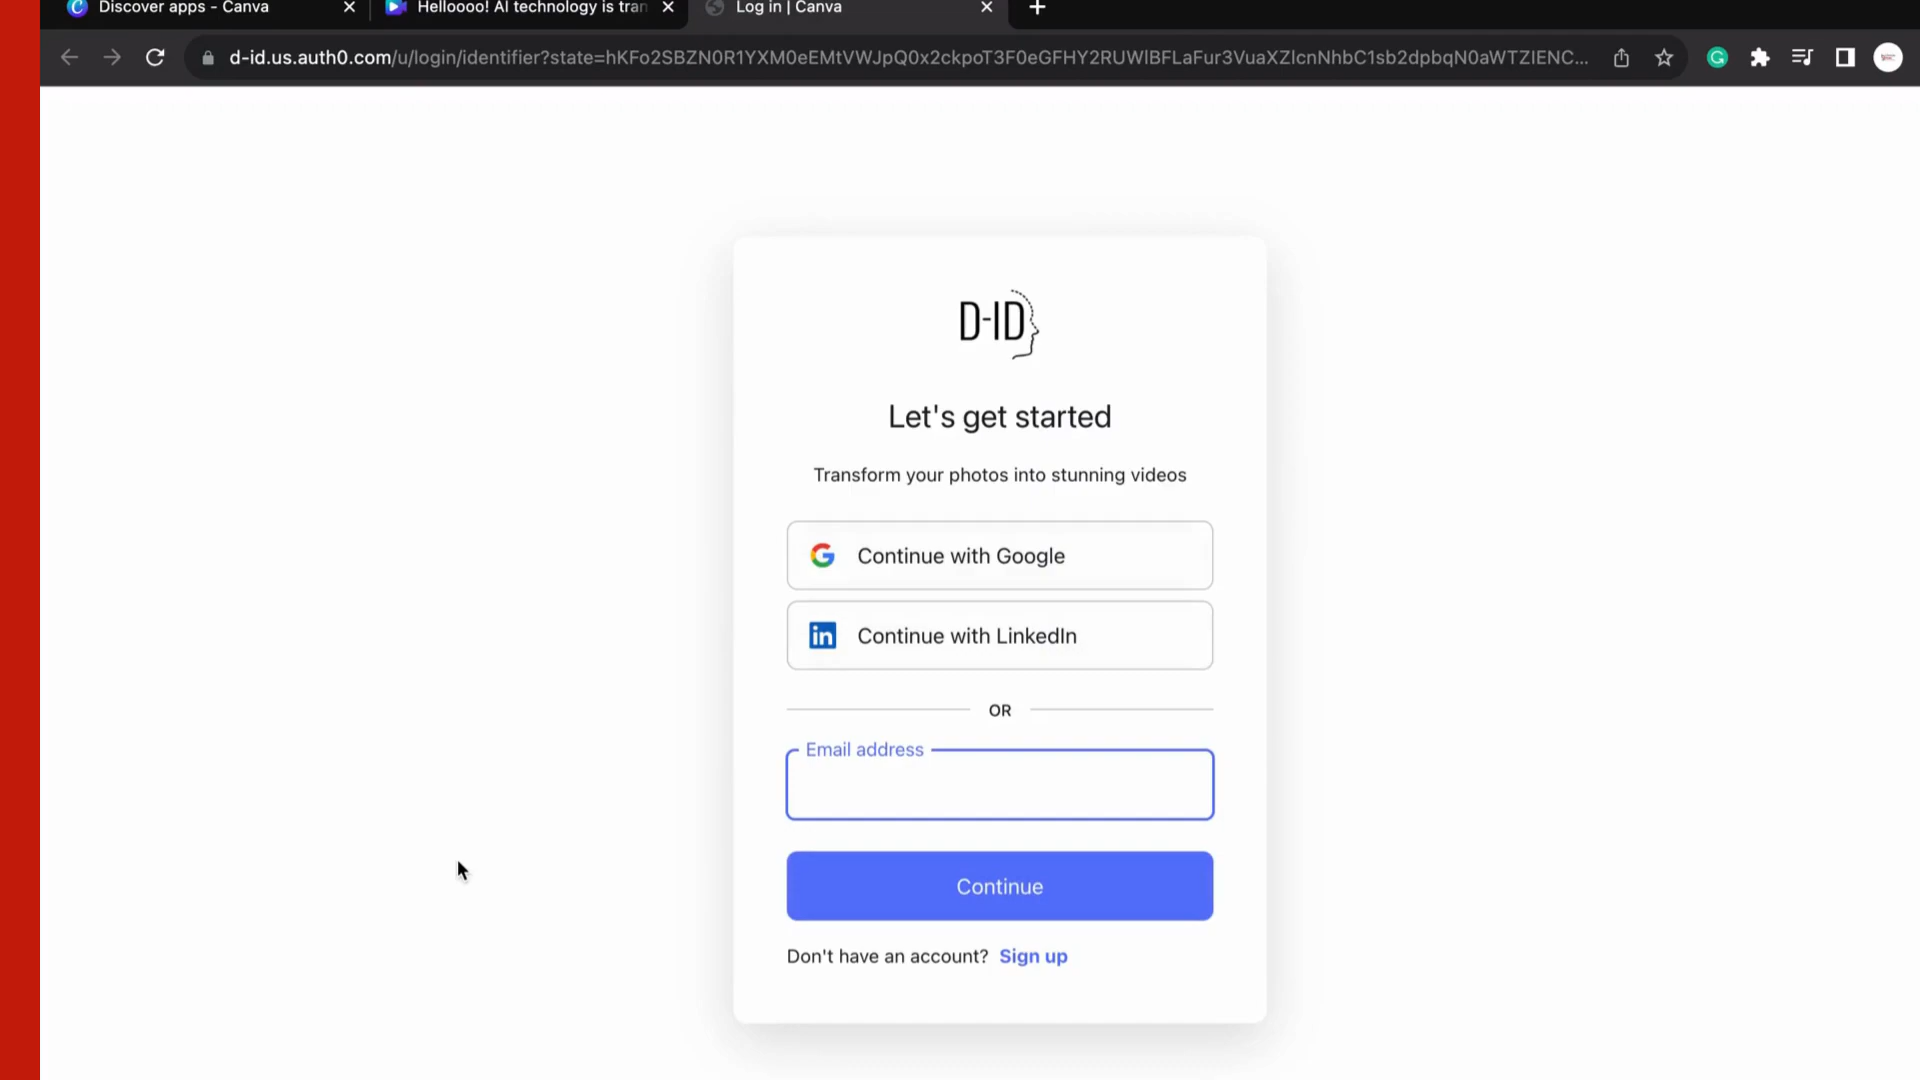 Discover apps - Canva
Helloooo! AI technology is tran
Log in | Canva
d-id.us.auth0.com/u/login/identifier?state=hKFo2SBZN0R1YXM0eEMtVWJpQ0x2ckpoT3F0eGFHY2RUWlBFLaFur3VuaXZlcnNhbC1sb2dpbqN0aWTZIENC...
D-ID
Let's get started
Transform your photos into stunning videos
Continue with Google
Continue with LinkedIn
OR
Email address
Continue
Don't have an account? Sign up